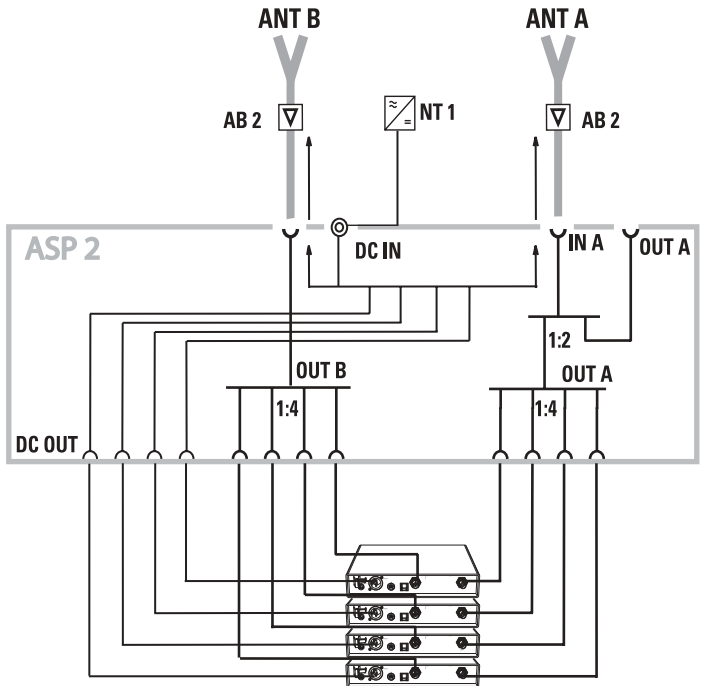 ANT B
ANT A
AB 2
NT 1
AB 2
ASP 2
DC IN
IN A
OUT A
1:2
OUT B
OUT A
1:4
1:4
DC OUT